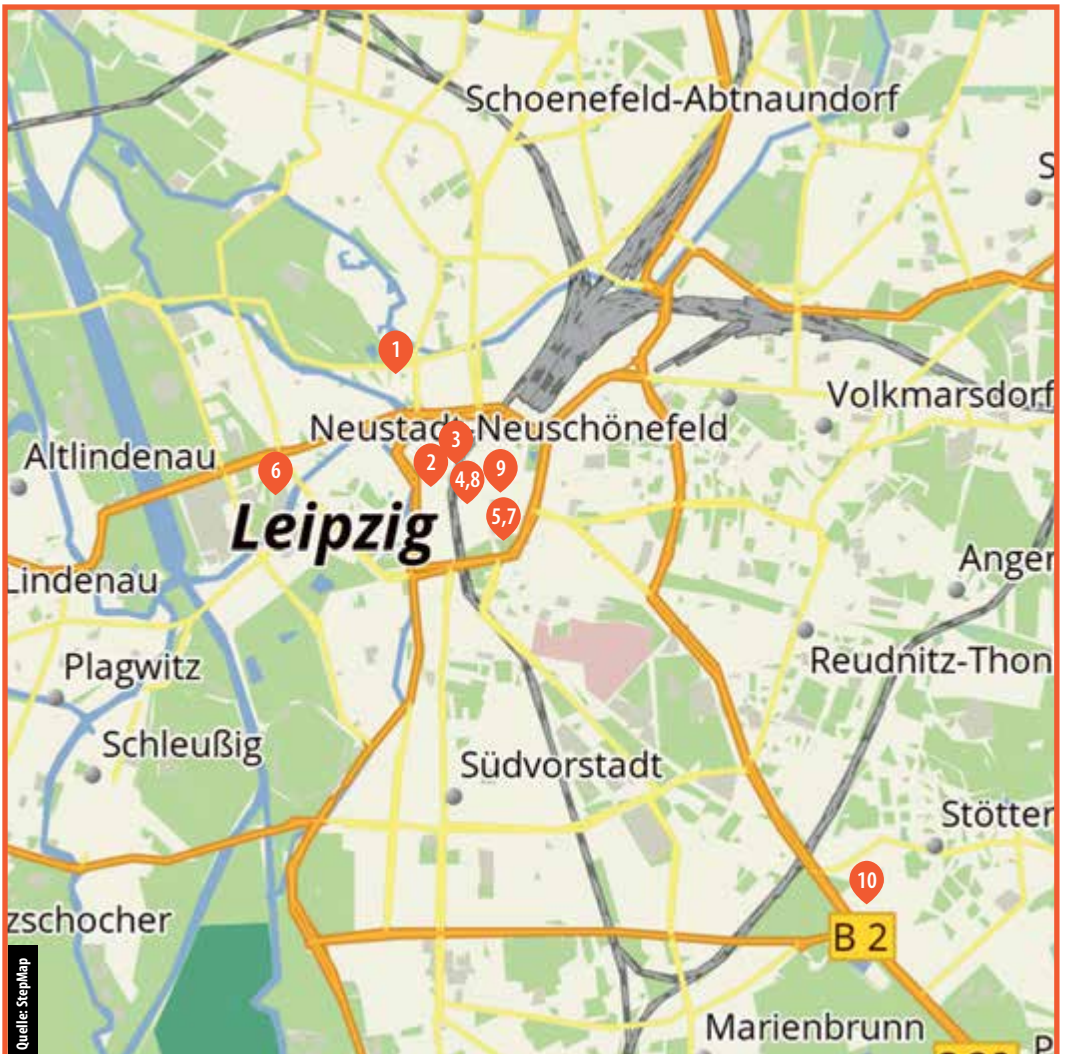 Schoenefeld-Abtnaundorf
S
1
Volkmarsdorf
Neustadt-Neuschönefeld
3
Altlindenau
2
9
6
4,8
5,7
Leipzig
Anger
Lindenau
Reudnitz-Thon
Plagwitz
Schleußig
Südvorstadt
Stötter
10
zschocher
B 2
Quelle: StepMap
Marienbrunn
P